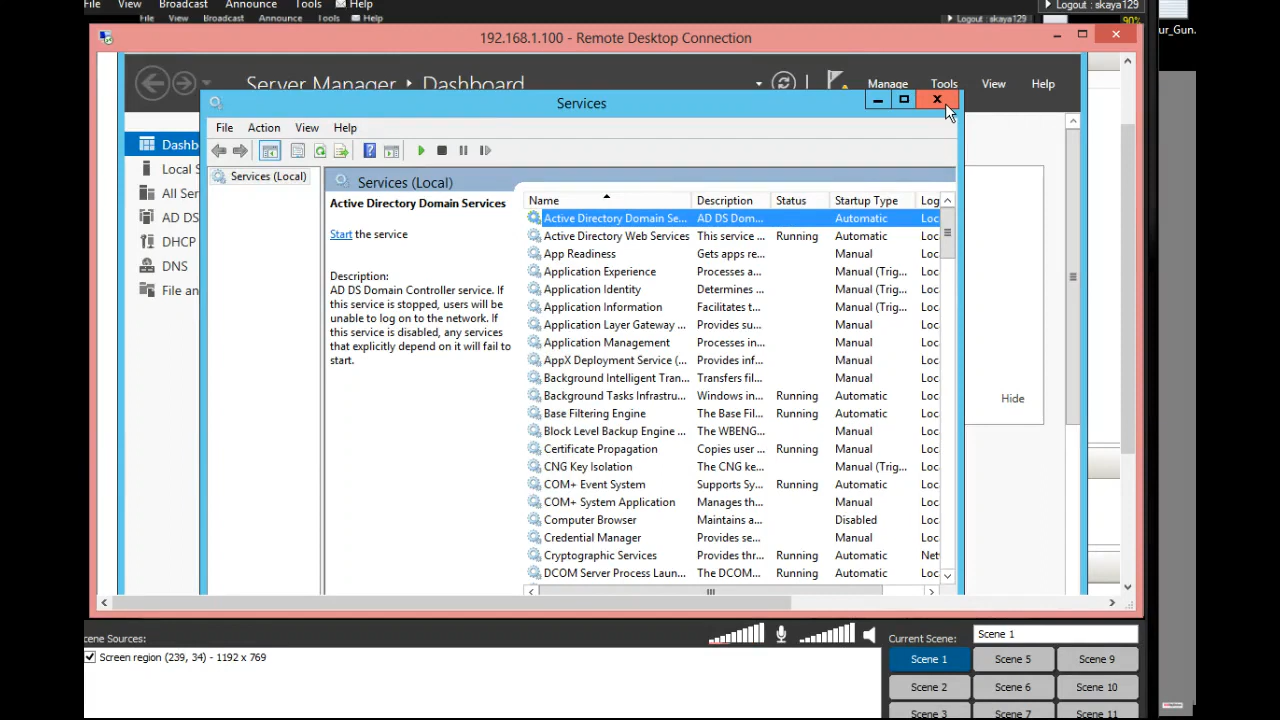 File View Broadcast Announce Tools Help Logout : skaya129
File View Broadcast Announce Tools Help Logout : skaya129
90%
192.168.1.100 - Remote Desktop Connection
ur_Gun.
Server Manager Dashboard Manage Tools View Help
Services
File Action View Help
Dashb
Local S
All Ser
AD DS
DHCP
DNS
File an
Services (Local)
Services (Local)
Active Directory Domain Services
Start the service
Description:
AD DS Domain Controller service. If
this service is stopped, users will be
unable to log on to the network. If
this service is disabled, any services
that explicitly depend on it will fail to
start.
Name Description Status Startup Type Log
Active Directory Domain Se... AD DS Dom... Automatic Loc
Active Directory Web Services This service ... Running Automatic Loc
App Readiness Gets apps re... Manual Loc
Application Experience Processes a... Manual (Trig... Loc
Application Identity Determines ... Manual (Trig... Loc
Application Information Facilitates t... Manual (Trig... Loc
Application Layer Gateway ... Provides su... Manual Loc
Application Management Processes in... Manual Loc
AppX Deployment Service (... Provides inf... Manual Loc
Background Intelligent Tran... Transfers fil... Manual Loc
Background Tasks Infrastru... Windows in... Running Automatic Loc
Base Filtering Engine The Base Fil... Running Automatic Loc
Block Level Backup Engine ... The WBENG... Manual Loc
Certificate Propagation Copies user ... Running Manual Loc
CNG Key Isolation The CNG ke... Manual (Trig... Loc
COM+ Event System Supports Sy... Running Automatic Loc
COM+ System Application Manages th... Manual Loc
Computer Browser Maintains a... Disabled Loc
Credential Manager Provides se... Manual Loc
Cryptographic Services Provides thr... Running Automatic Net
DCOM Server Process Laun... The DCOM... Running Automatic Loc
Hide
cene Sources:
Screen region (239, 34) - 1192 x 769
Current Scene: Scene 1
Scene 1 Scene 5 Scene 9
Scene 2 Scene 6 Scene 10
Scene 3 Scene 7 Scene 11